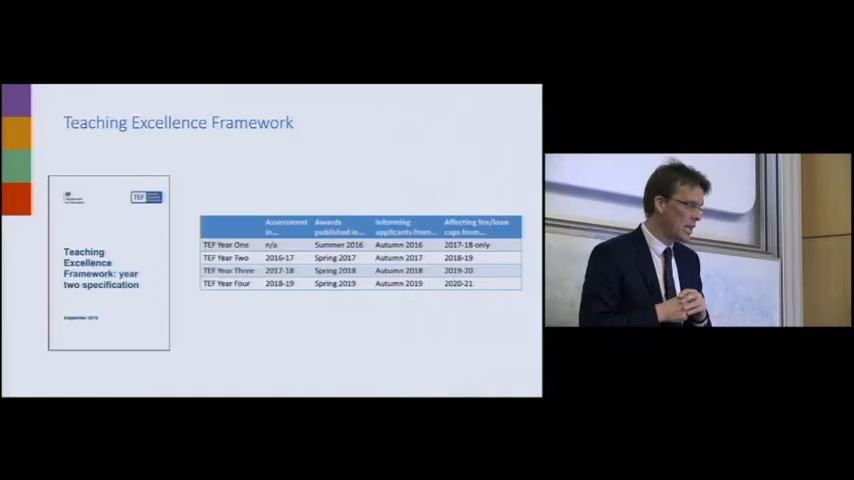 Teaching Excellence Framework
TEF
Teaching
Excellence
Framework: year
two specification
September 2016
Assessment in... Awards published in... Informing applicants from... Affecting fee/loan caps from...
TEF Year One n/a Summer 2016 Autumn 2016 2017-18 only
TEF Year Two 2016-17 Spring 2017 Autumn 2017 2018-19
TEF Year Three 2017-18 Spring 2018 Autumn 2018 2019-20
TEF Year Four 2018-19 Spring 2019 Autumn 2019 2020-21